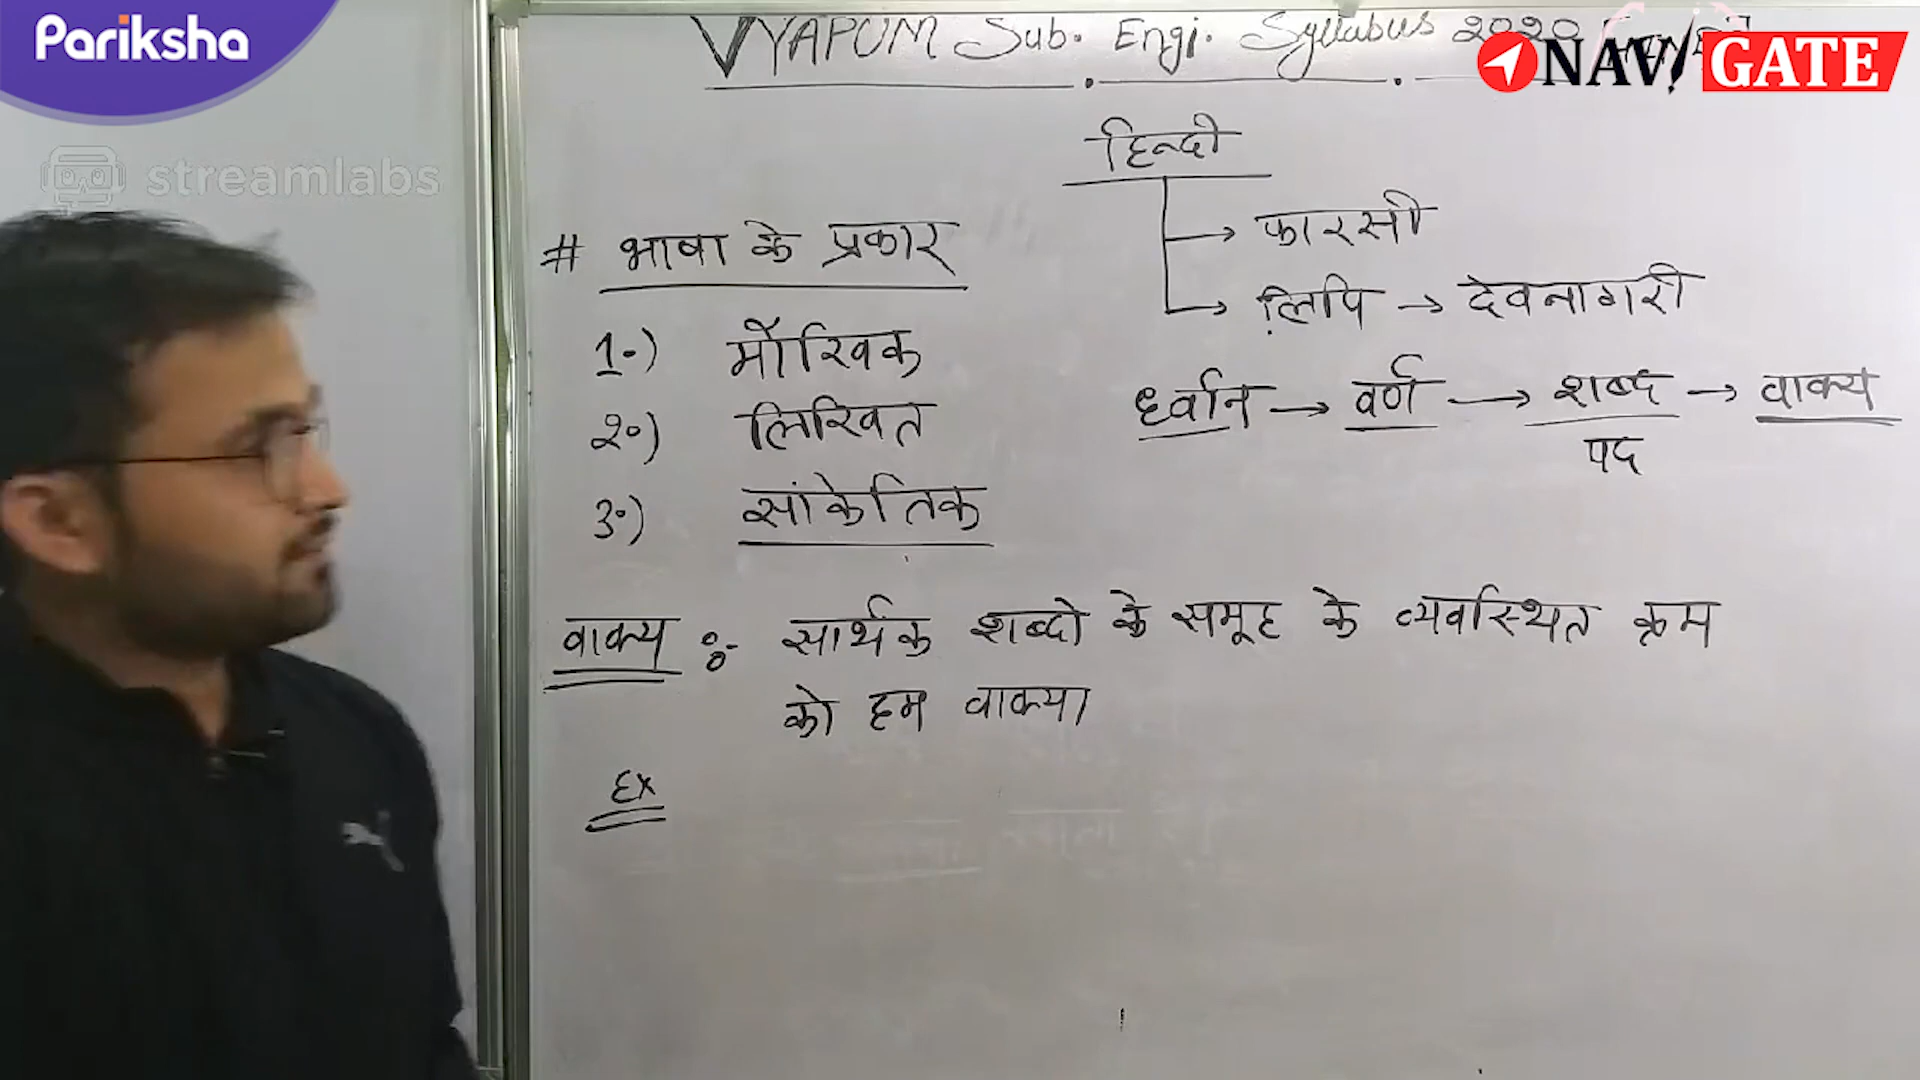 Pariksha
streamlabs
VYAPUM Sub. Engi. Syllabus 2020
NAVIGATE
हिन्दी
→ फारसी
→ लिपि → देवनागरी
ध्वनि → वर्ण → शब्द → वाक्य
पद
# भाषा के प्रकार
1.) मौखिक
2.) लिखित
3.) सांकेतिक
वाक्य :- सार्थक शब्दो के समूह के व्यवस्थित क्रम
को हम वाक्या
Ex